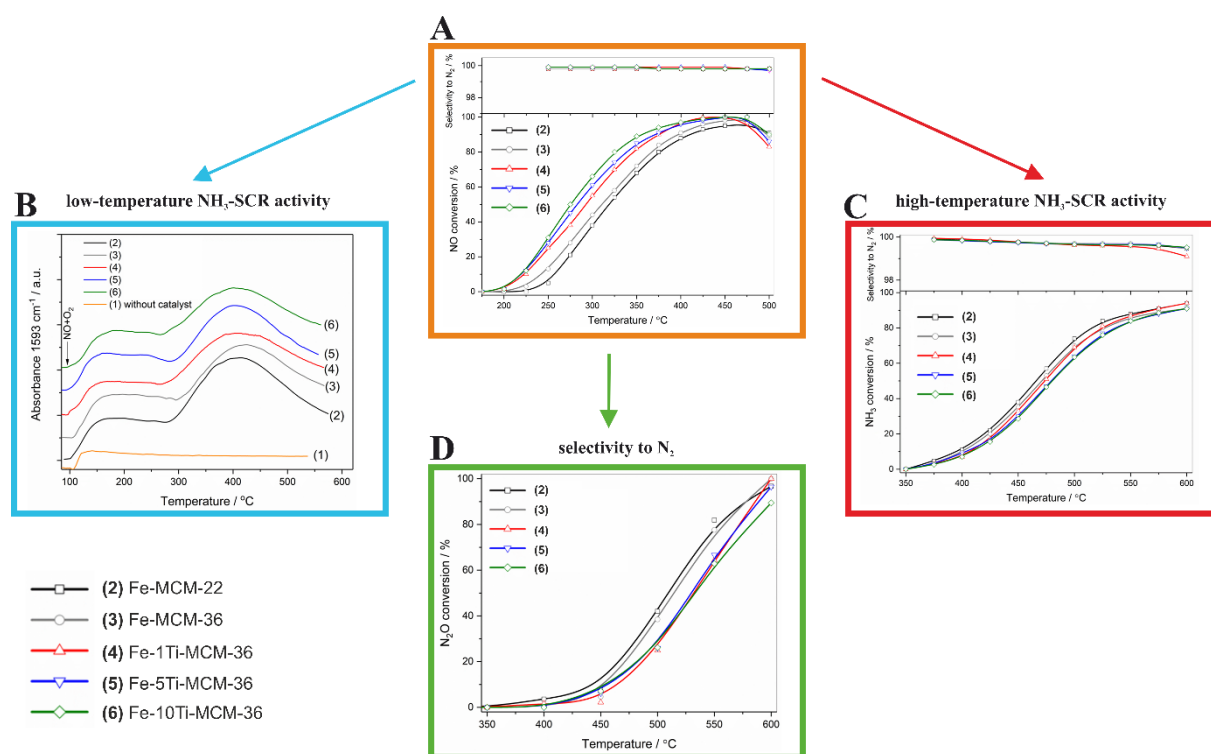 A
Selectivity to N₂ / %
100
98
NO conversion / %
100
80
60
40
20
0
(2)
(3)
(4)
(5)
(6)
200 250 300 350 400 450 500
Temperature / °C
B low-temperature NH₃-SCR activity
Absorbance 1593 cm⁻¹ / a.u.
(2)
(3)
(4)
(5)
(6)
(1) without catalyst
NO+O₂
(6)
(5)
(4)
(3)
(2)
(1)
100 200 300 400 500 600
Temperature / °C
C high-temperature NH₃-SCR activity
Selectivity to N₂ / %
100
98
NH₃ conversion / %
100
80
60
40
20
0
(2)
(3)
(4)
(5)
(6)
350 400 450 500 550 600
Temperature / °C
D selectivity to N₂
N₂O conversion / %
100
80
60
40
20
0
(2)
(3)
(4)
(5)
(6)
350 400 450 500 550 600
Temperature / °C
(2) Fe-MCM-22
(3) Fe-MCM-36
(4) Fe-1Ti-MCM-36
(5) Fe-5Ti-MCM-36
(6) Fe-10Ti-MCM-36